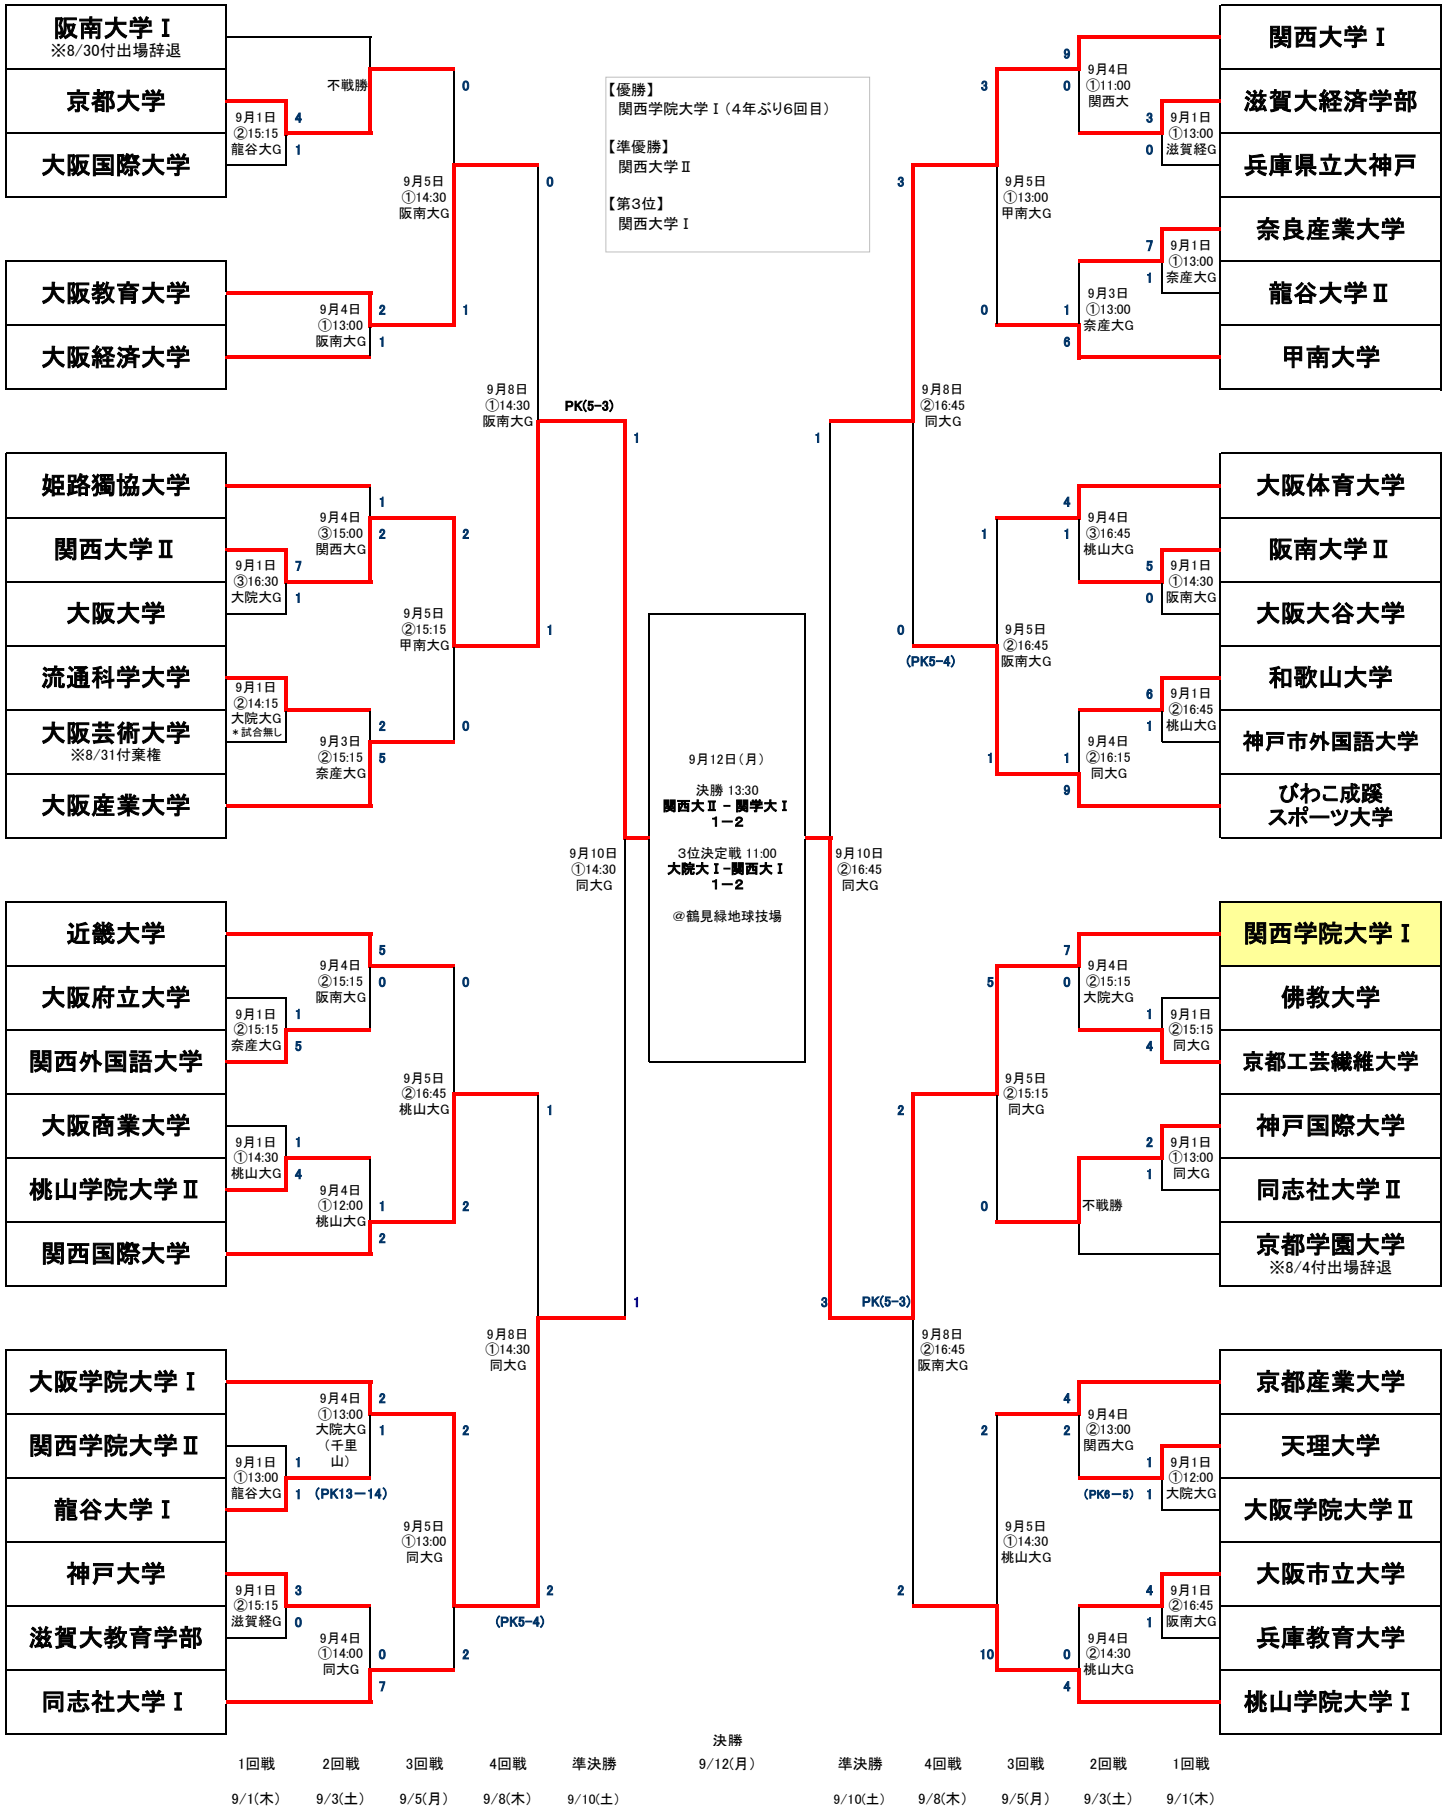 阪南大学Ⅰ
※8/30付出場辞退
京都大学
大阪国際大学
大阪教育大学
大阪経済大学
姫路獨協大学
関西大学Ⅱ
大阪大学
流通科学大学
大阪芸術大学
※8/31付棄権
大阪産業大学
近畿大学
大阪府立大学
関西外国語大学
大阪商業大学
桃山学院大学Ⅱ
関西国際大学
大阪学院大学Ⅰ
関西学院大学Ⅱ
龍谷大学Ⅰ
神戸大学
滋賀大教育学部
同志社大学Ⅰ
9月1日
②15:15
龍谷大G
4
1
9月1日
③16:30
大院大G
7
1
9月1日
②14:15
大院大G
*試合無し
9月1日
②15:15
奈産大G
1
5
9月1日
①14:30
桃山大G
1
4
9月1日
①13:00
龍谷大G
1
1
(PK13－14)
9月1日
②15:15
滋賀経G
3
0
不戦勝
9月4日
①13:00
阪南大G
2
1
9月4日
③15:00
関西大G
1
2
9月3日
②15:15
奈産大G
2
5
9月4日
②15:15
阪南大G
5
0
9月4日
①12:00
桃山大G
1
2
9月4日
①13:00
大院大G
(千里
山)
2
1
9月4日
①14:00
同大G
0
7
9月5日
①14:30
阪南大G
0
1
9月5日
②15:15
甲南大G
2
0
9月5日
②16:45
桃山大G
0
2
9月5日
①13:00
同大G
2
2
(PK5-4)
9月8日
①14:30
阪南大G
0
1
PK(5-3)
9月8日
①14:30
同大G
1
2
9月10日
①14:30
同大G
1
1
【優勝】
関西学院大学Ⅰ(4年ぶり6回目)
【準優勝】
関西大学Ⅱ
【第3位】
関西大学Ⅰ
9月12日(月)
決勝 13:30
関西大Ⅱ－関学大Ⅰ
1－2
3位決定戦 11:00
大院大Ⅰ-関西大Ⅰ
1－2
@鶴見緑地球技場
9月10日
②16:45
同大G
1
3
9月8日
②16:45
同大G
3
0
(PK5-4)
PK(5-3)
9月8日
②16:45
阪南大G
2
2
9月5日
①13:00
甲南大G
3
0
9月5日
②16:45
阪南大G
1
1
9月5日
②15:15
同大G
5
0
9月5日
①14:30
桃山大G
2
10
9月4日
①11:00
関西大
9
0
9月3日
①13:00
奈産大G
1
6
9月4日
③16:45
桃山大G
4
1
9月4日
②16:15
同大G
1
9
9月4日
②15:15
大院大G
7
0
不戦勝
9月4日
②13:00
関西大G
4
2
(PK6－5)
9月4日
②14:30
桃山大G
0
4
9月1日
①13:00
滋賀経G
3
0
9月1日
①13:00
奈産大G
7
1
9月1日
①14:30
阪南大G
5
0
9月1日
②16:45
桃山大G
6
1
9月1日
②15:15
同大G
1
4
9月1日
①13:00
同大G
2
1
9月1日
①12:00
大院大G
1
1
9月1日
②16:45
阪南大G
4
1
関西大学Ⅰ
滋賀大経済学部
兵庫県立大神戸
奈良産業大学
龍谷大学Ⅱ
甲南大学
大阪体育大学
阪南大学Ⅱ
大阪大谷大学
和歌山大学
神戸市外国語大学
びわこ成蹊
スポーツ大学
関西学院大学Ⅰ
佛教大学
京都工芸繊維大学
神戸国際大学
同志社大学Ⅱ
京都学園大学
※8/4付出場辞退
京都産業大学
天理大学
大阪学院大学Ⅱ
大阪市立大学
兵庫教育大学
桃山学院大学Ⅰ
決勝
1回戦 2回戦 3回戦 4回戦 準決勝 9/12(月) 準決勝 4回戦 3回戦 2回戦 1回戦
9/1(木) 9/3(土) 9/5(月) 9/8(木) 9/10(土) 9/10(土) 9/8(木) 9/5(月) 9/3(土) 9/1(木)